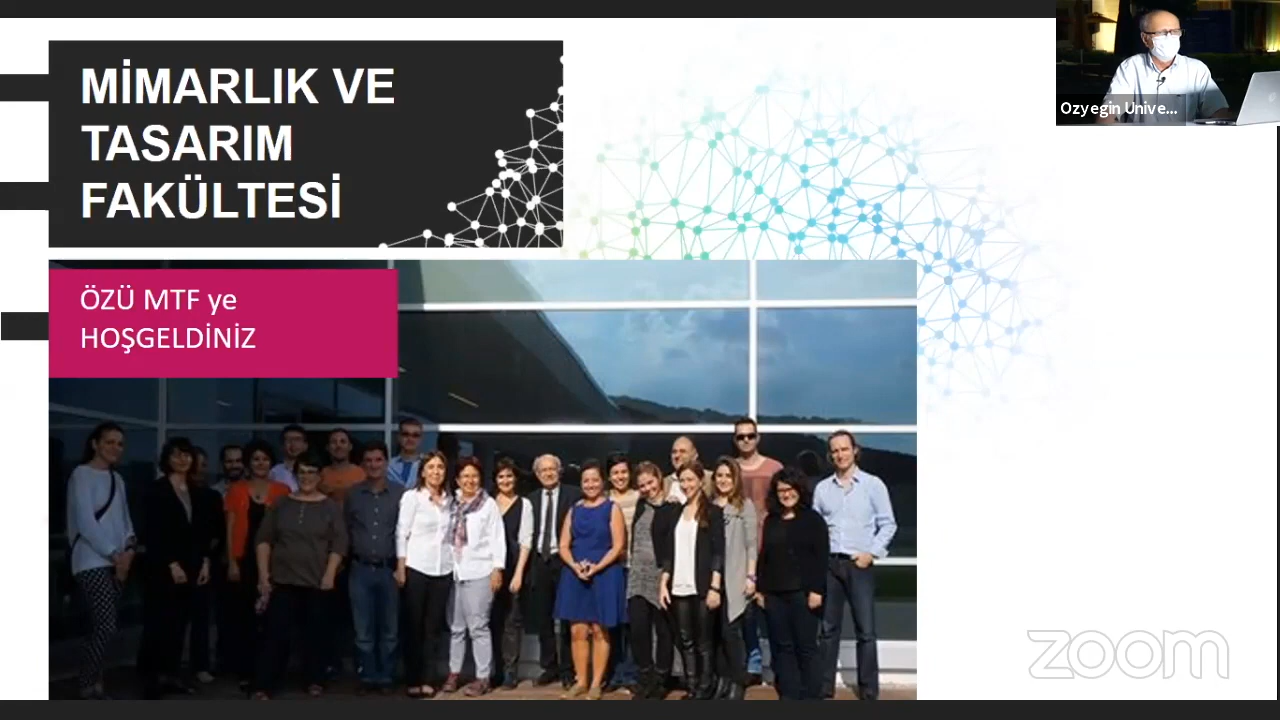 MİMARLIK VE
TASARIM
FAKÜLTESİ
ÖZÜ MTF ye
HOŞGELDİNİZ
Ozyegin Unive...
zoom